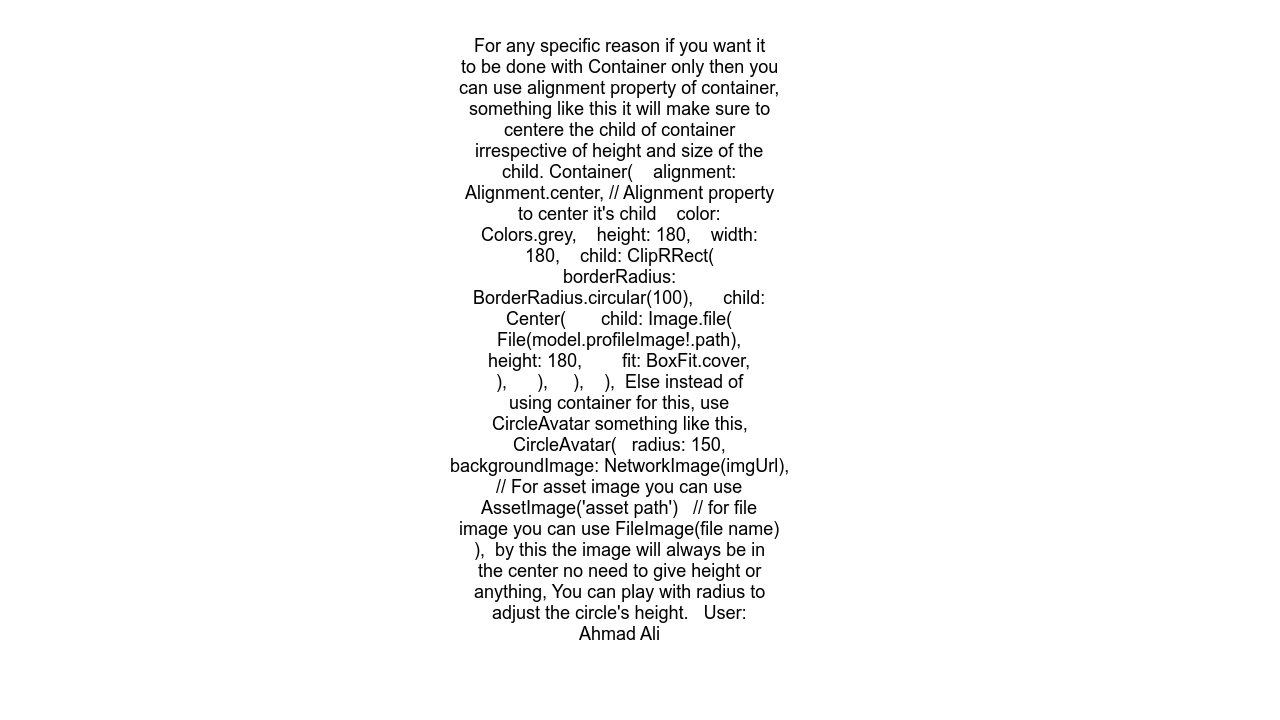 For any specific reason if you want it
to be done with Container only then you
can use alignment property of container,
something like this it will make sure to
centere the child of container
irrespective of height and size of the
child. Container(    alignment:
Alignment.center, // Alignment property
to center it's child    color:
Colors.grey,    height: 180,    width:
180,    child: ClipRRect(
borderRadius:
BorderRadius.circular(100),      child:
Center(       child: Image.file(
File(model.profileImage!.path),
height: 180,        fit: BoxFit.cover,
),      ),     ),    ),  Else instead of
using container for this, use
CircleAvatar something like this,
CircleAvatar(   radius: 150,
backgroundImage: NetworkImage(imgUrl),
// For asset image you can use
AssetImage('asset path')   // for file
image you can use FileImage(file name)
),  by this the image will always be in
the center no need to give height or
anything, You can play with radius to
adjust the circle's height.   User:
Ahmad Ali